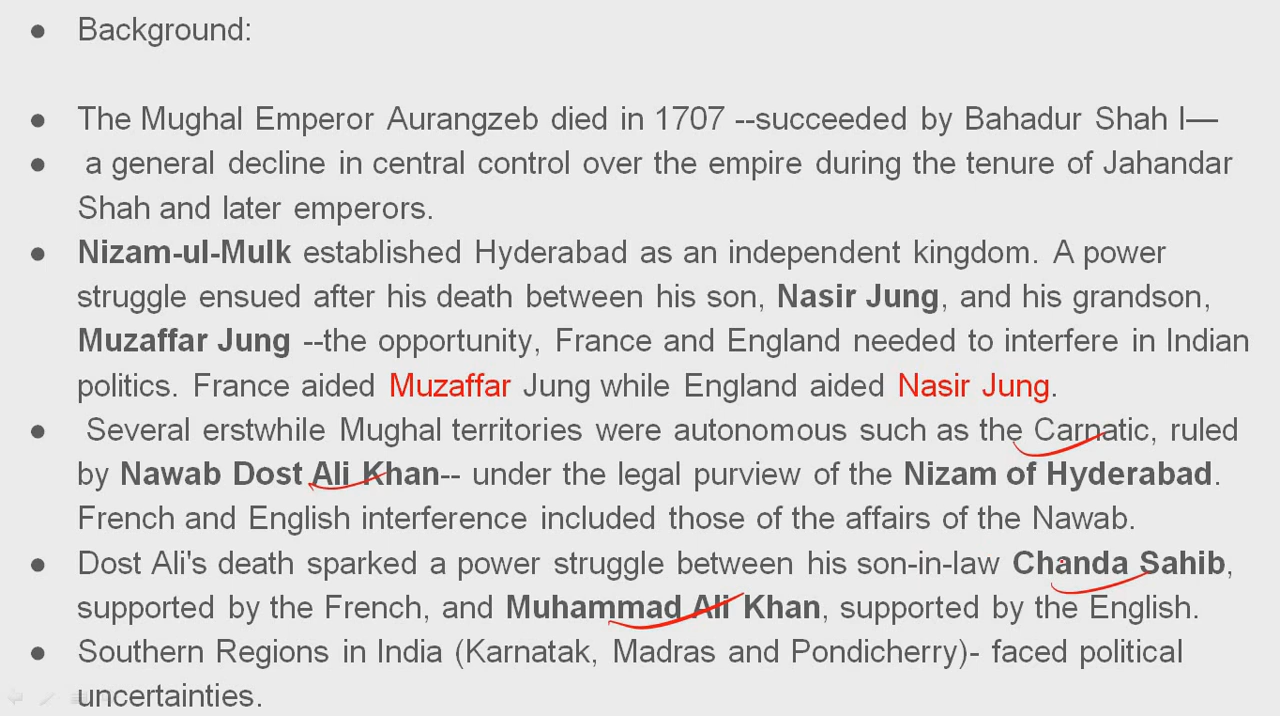 ● Background:
● The Mughal Emperor Aurangzeb died in 1707 --succeeded by Bahadur Shah I—
● a general decline in central control over the empire during the tenure of Jahandar
Shah and later emperors.
● Nizam-ul-Mulk established Hyderabad as an independent kingdom. A power
struggle ensued after his death between his son, Nasir Jung, and his grandson,
Muzaffar Jung --the opportunity, France and England needed to interfere in Indian
politics. France aided Muzaffar Jung while England aided Nasir Jung.
● Several erstwhile Mughal territories were autonomous such as the Carnatic, ruled
by Nawab Dost Ali Khan-- under the legal purview of the Nizam of Hyderabad.
French and English interference included those of the affairs of the Nawab.
● Dost Ali's death sparked a power struggle between his son-in-law Chanda Sahib,
supported by the French, and Muhammad Ali Khan, supported by the English.
● Southern Regions in India (Karnatak, Madras and Pondicherry)- faced political
uncertainties.